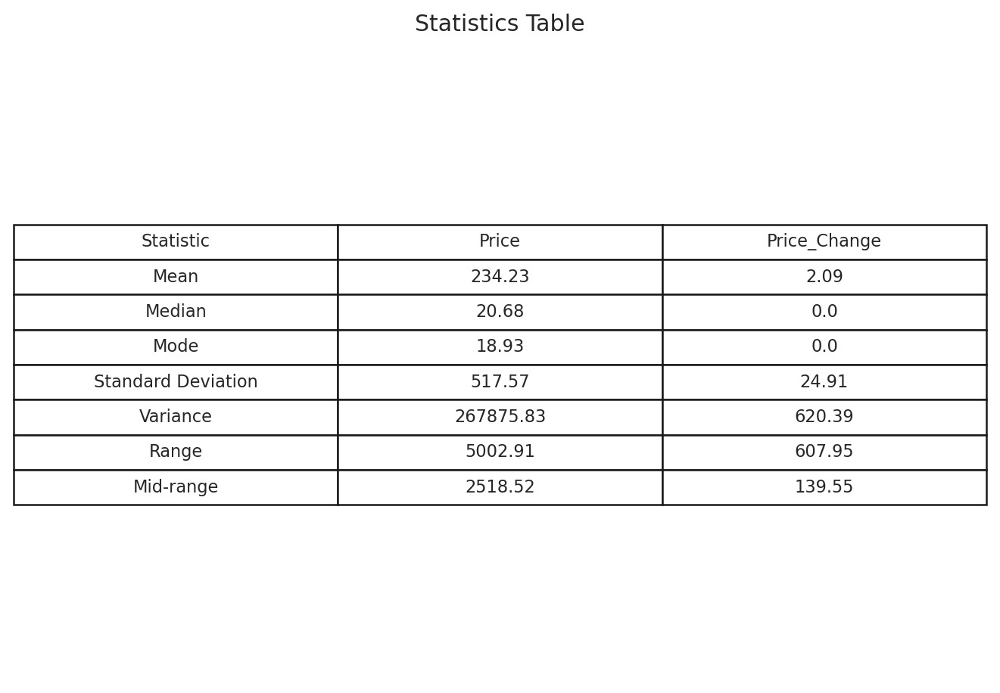 Statistics Table
Statistic Price Price_Change
Mean 234.23 2.09
Median 20.68 0.0
Mode 18.93 0.0
Standard Deviation 517.57 24.91
Variance 267875.83 620.39
Range 5002.91 607.95
Mid-range 2518.52 139.55